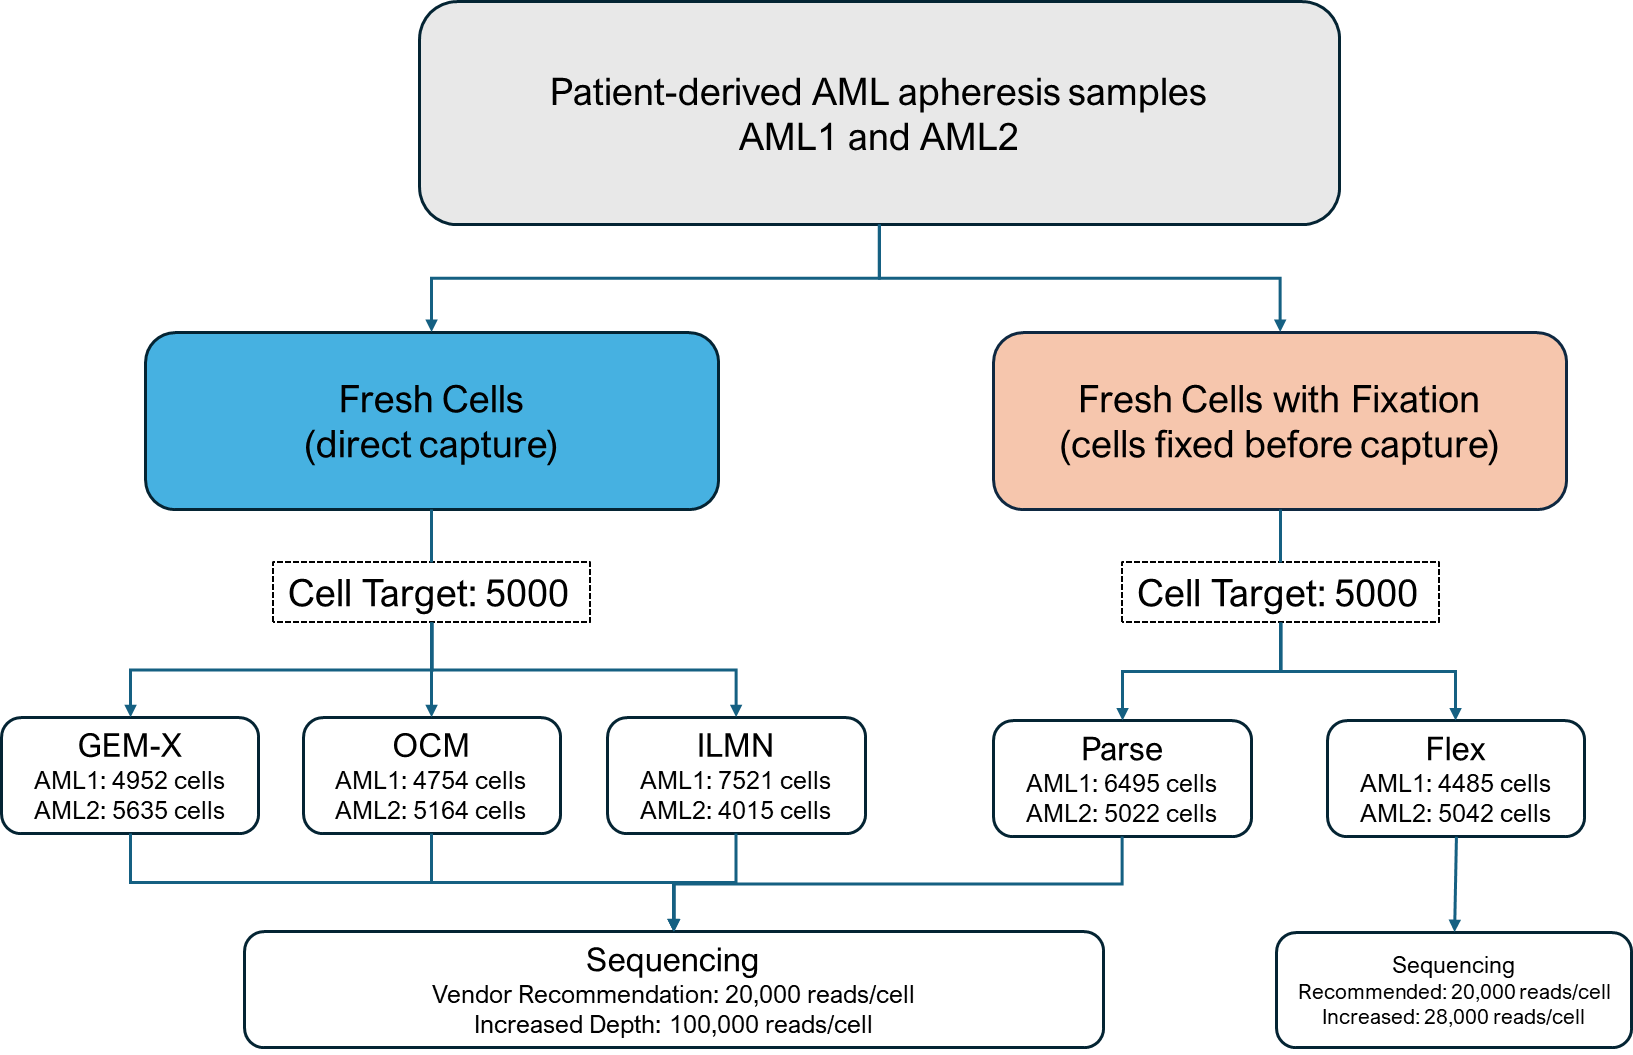 Patient-derived AML apheresis samples
AML1 and AML2
Fresh Cells
(direct capture)
Fresh Cells with Fixation
(cells fixed before capture)
Cell Target: 5000
Cell Target: 5000
GEM-X
AML1: 4952 cells
AML2: 5635 cells
OCM
AML1: 4754 cells
AML2: 5164 cells
ILMN
AML1: 7521 cells
AML2: 4015 cells
Parse
AML1: 6495 cells
AML2: 5022 cells
Flex
AML1: 4485 cells
AML2: 5042 cells
Sequencing
Vendor Recommendation: 20,000 reads/cell
Increased Depth: 100,000 reads/cell
Sequencing
Recommended: 20,000 reads/cell
Increased: 28,000 reads/cell